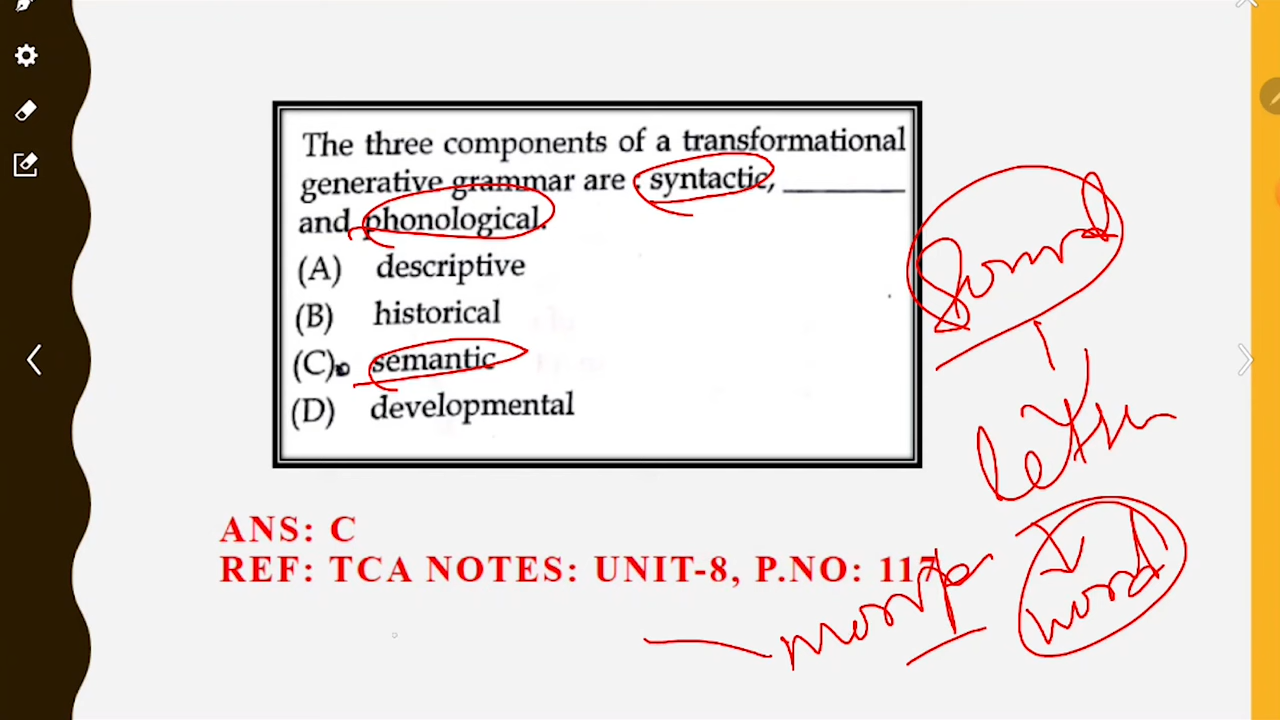 The three components of a transformational
generative grammar are : syntactic, ________
and phonological.
(A) descriptive
(B) historical
(C) semantic
(D) developmental
Sound
letter
word
ANS: C
REF: TCA NOTES: UNIT-8, P.NO: 117